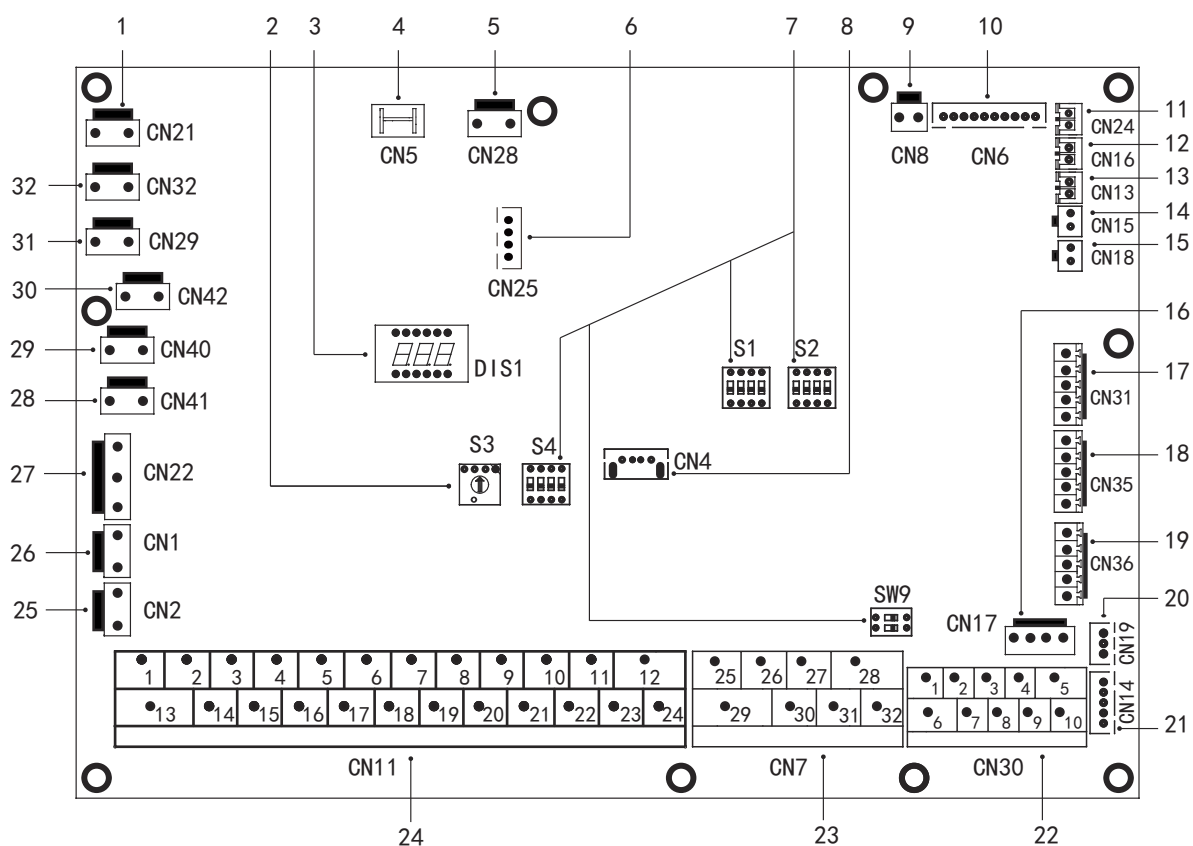 1 2 3 4 5 6 7 8 9 10
CN21 CN5 CN28 CN8 CN6 CN24 11
CN16 12
32 CN32 CN13 13
CN15 14
31 CN29 CN18 15
30 CN42 CN25
16
29 CN40 DIS1 S1 S2
28 CN41 CN31 17
27 CN22 S3 S4 CN4 CN35 18
26 CN1 CN36 19
25 CN2 SW9 CN17 CN19 20
1 2 3 4 5 6 7 8 9 10 11 12 25 26 27 28 1 2 3 4 5
13 14 15 16 17 18 19 20 21 22 23 24 29 30 31 32 6 7 8 9 10 CN14 21
CN11 CN7 CN30
24 23 22